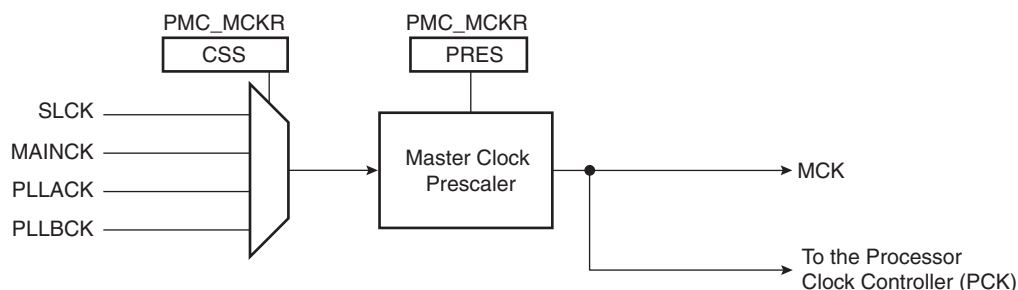 PMC_MCKR
PMC_MCKR
CSS
PRES
SLCK
MAINCK
PLLACK
PLLBCK
Master Clock
Prescaler
MCK
To the Processor
Clock Controller (PCK)